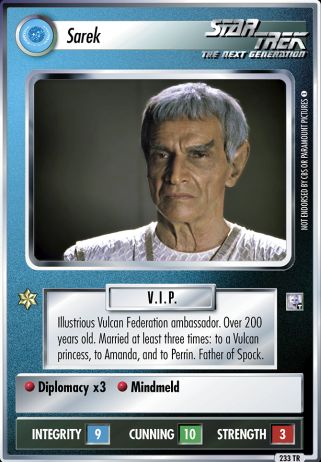 Sarek
STAR TREK
THE NEXT GENERATION
NOT ENDORSED BY CBS OR PARAMOUNT PICTURES
V.I.P.
Illustrious Vulcan Federation ambassador. Over 200
years old. Married at least three times: to a Vulcan
princess, to Amanda, and to Perrin. Father of Spock.
Diplomacy x3 Mindmeld
INTEGRITY 9 CUNNING 10 STRENGTH 3
233 TR